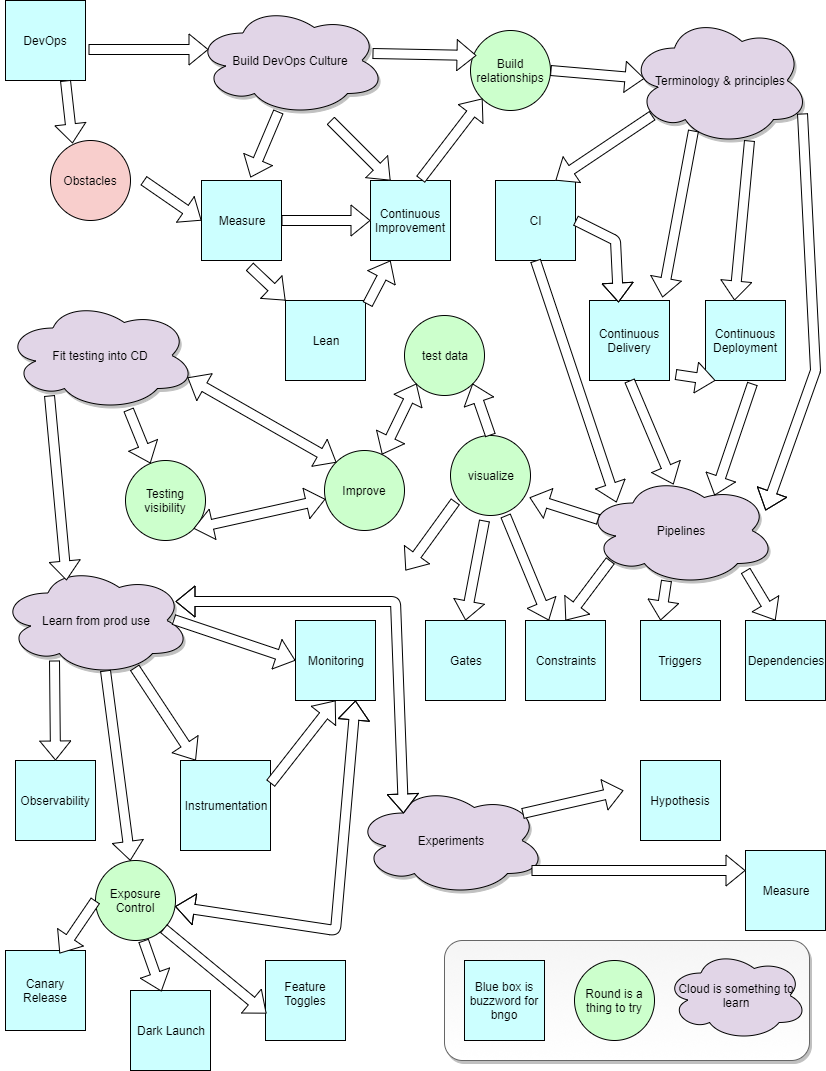 DevOps
Build DevOps Culture
Build
relationships
Terminology & principles
Obstacles
Measure
Continuous
Improvement
CI
Lean
Continuous
Delivery
Continuous
Deployment
Fit testing into CD
test data
Testing
visibility
Improve
visualize
Pipelines
Learn from prod use
Monitoring
Gates
Constraints
Triggers
Dependencies
Observability
Instrumentation
Experiments
Hypothesis
Measure
Exposure
Control
Canary
Release
Dark Launch
Feature
Toggles
Blue box is
buzzword for
bngo
Round is a
thing to try
Cloud is something to
learn